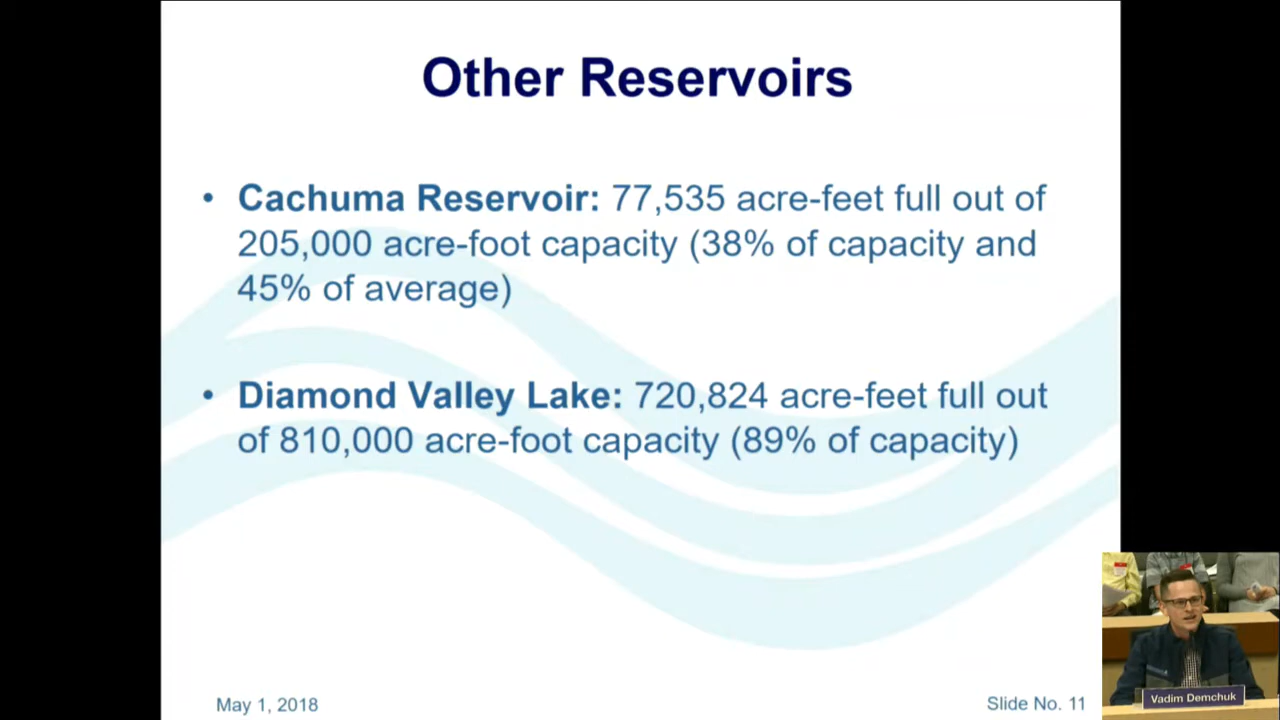 Other Reservoirs
• Cachuma Reservoir: 77,535 acre-feet full out of
205,000 acre-foot capacity (38% of capacity and
45% of average)
• Diamond Valley Lake: 720,824 acre-feet full out
of 810,000 acre-foot capacity (89% of capacity)
May 1, 2018
Slide No. 11
Vadim Demchuk